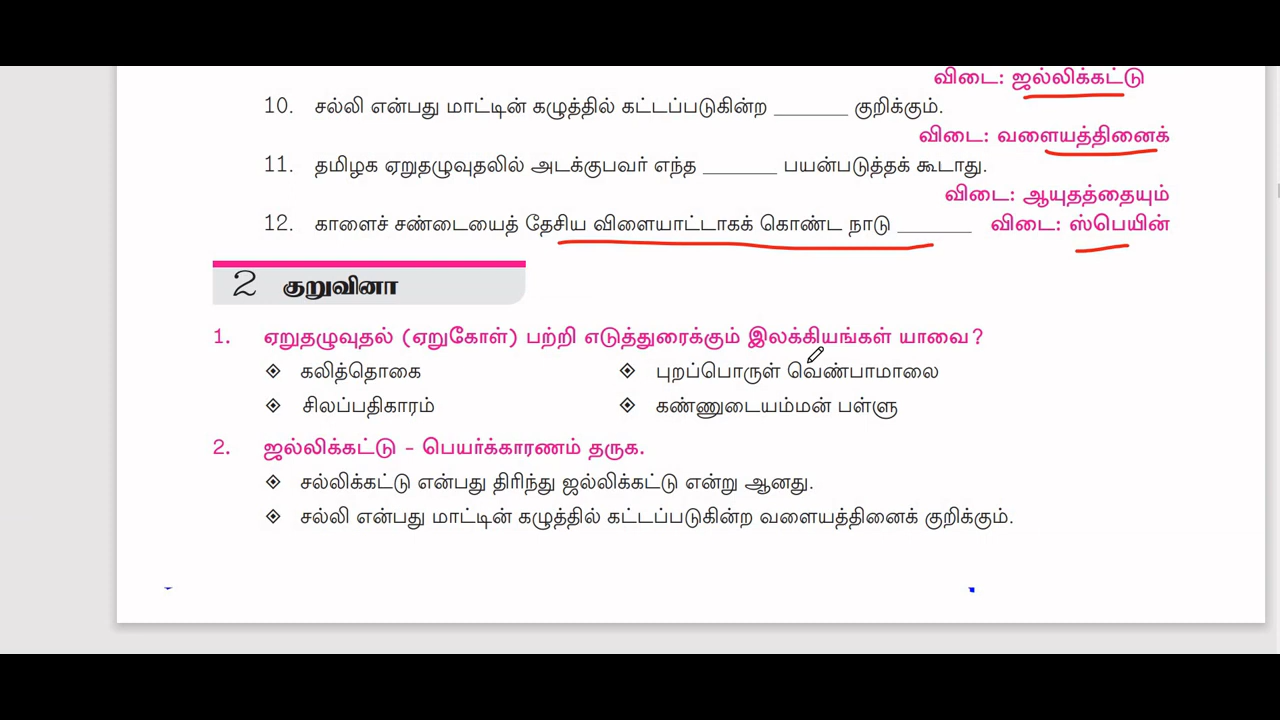 விடை: ஜல்லிக்கட்டு
10. சல்லி என்பது மாட்டின் கழுத்தில் கட்டப்படுகின்ற ________ குறிக்கும்.
விடை: வளையத்தினைக்
11. தமிழக ஏறுதழுவுதலில் அடக்குபவர் எந்த ________ பயன்படுத்தக் கூடாது.
விடை: ஆயுதத்தையும்
12. காளைச் சண்டையைத் தேசிய விளையாட்டாகக் கொண்ட நாடு ________ விடை: ஸ்பெயின்
2 குறுவினா
1. ஏறுதழுவுதல் (ஏறுகோள்) பற்றி எடுத்துரைக்கும் இலக்கியங்கள் யாவை?
❖ கலித்தொகை ❖ புறப்பொருள் வெண்பாமாலை
❖ சிலப்பதிகாரம் ❖ கண்ணுடையம்மன் பள்ளு
2. ஜல்லிக்கட்டு - பெயர்க்காரணம் தருக.
❖ சல்லிக்கட்டு என்பது திரிந்து ஜல்லிக்கட்டு என்று ஆனது.
❖ சல்லி என்பது மாட்டின் கழுத்தில் கட்டப்படுகின்ற வளையத்தினைக் குறிக்கும்.